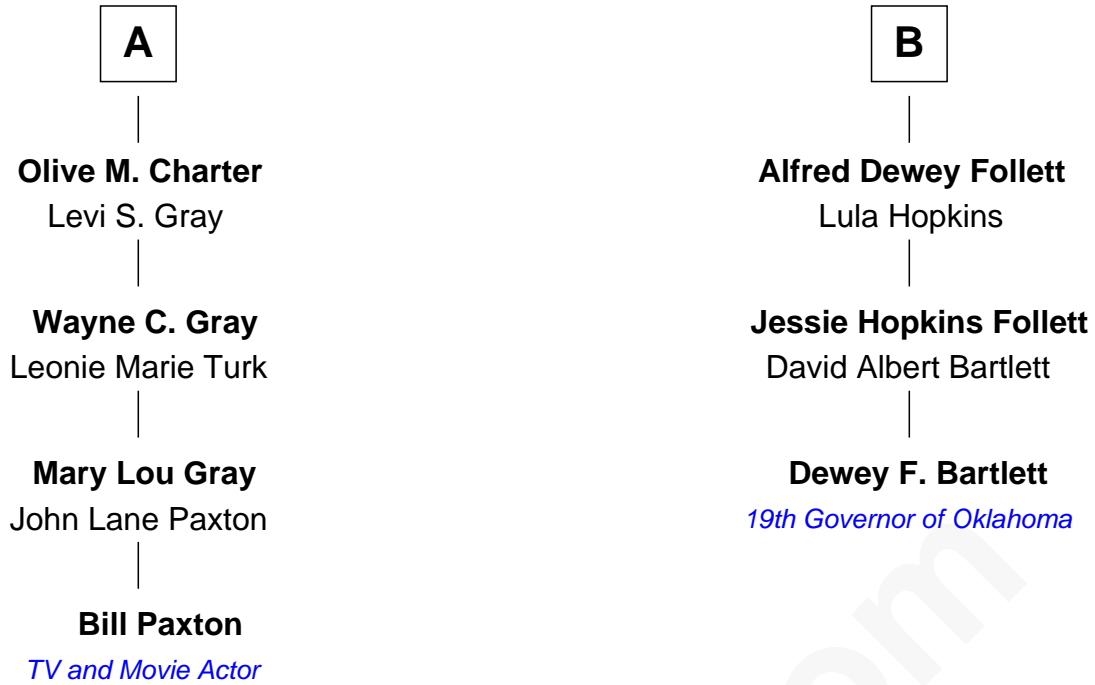 A
Olive M. Charter
Levi S. Gray
Wayne C. Gray
Leonie Marie Turk
Mary Lou Gray
John Lane Paxton
Bill Paxton
TV and Movie Actor
B
Alfred Dewey Follett
Lula Hopkins
Jessie Hopkins Follett
David Albert Bartlett
Dewey F. Bartlett
19th Governor of Oklahoma
om